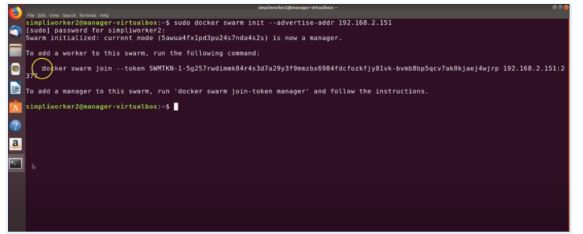 simpliworker2@manager-virtualbox: ~
File Edit View Search Terminal Help
simpliworker2@manager-virtualbox:~$ sudo docker swarm init --advertise-addr 192.168.2.151
[sudo] password for simpliworker2:
Swarm initialized: current node (5awua4fx1pd3pu24s7nda4s2s) is now a manager.
To add a worker to this swarm, run the following command:
docker swarm join --token SWMTKN-1-5g257rwdimmk84r4s3d7a29y3f9nmzbx6984fdcfozkfjy81vk-bvmb8bp5qcv7ak0kjaej4wjrp 192.168.2.151:2
377
To add a manager to this swarm, run 'docker swarm join-token manager' and follow the instructions.
simpliworker2@manager-virtualbox:~$